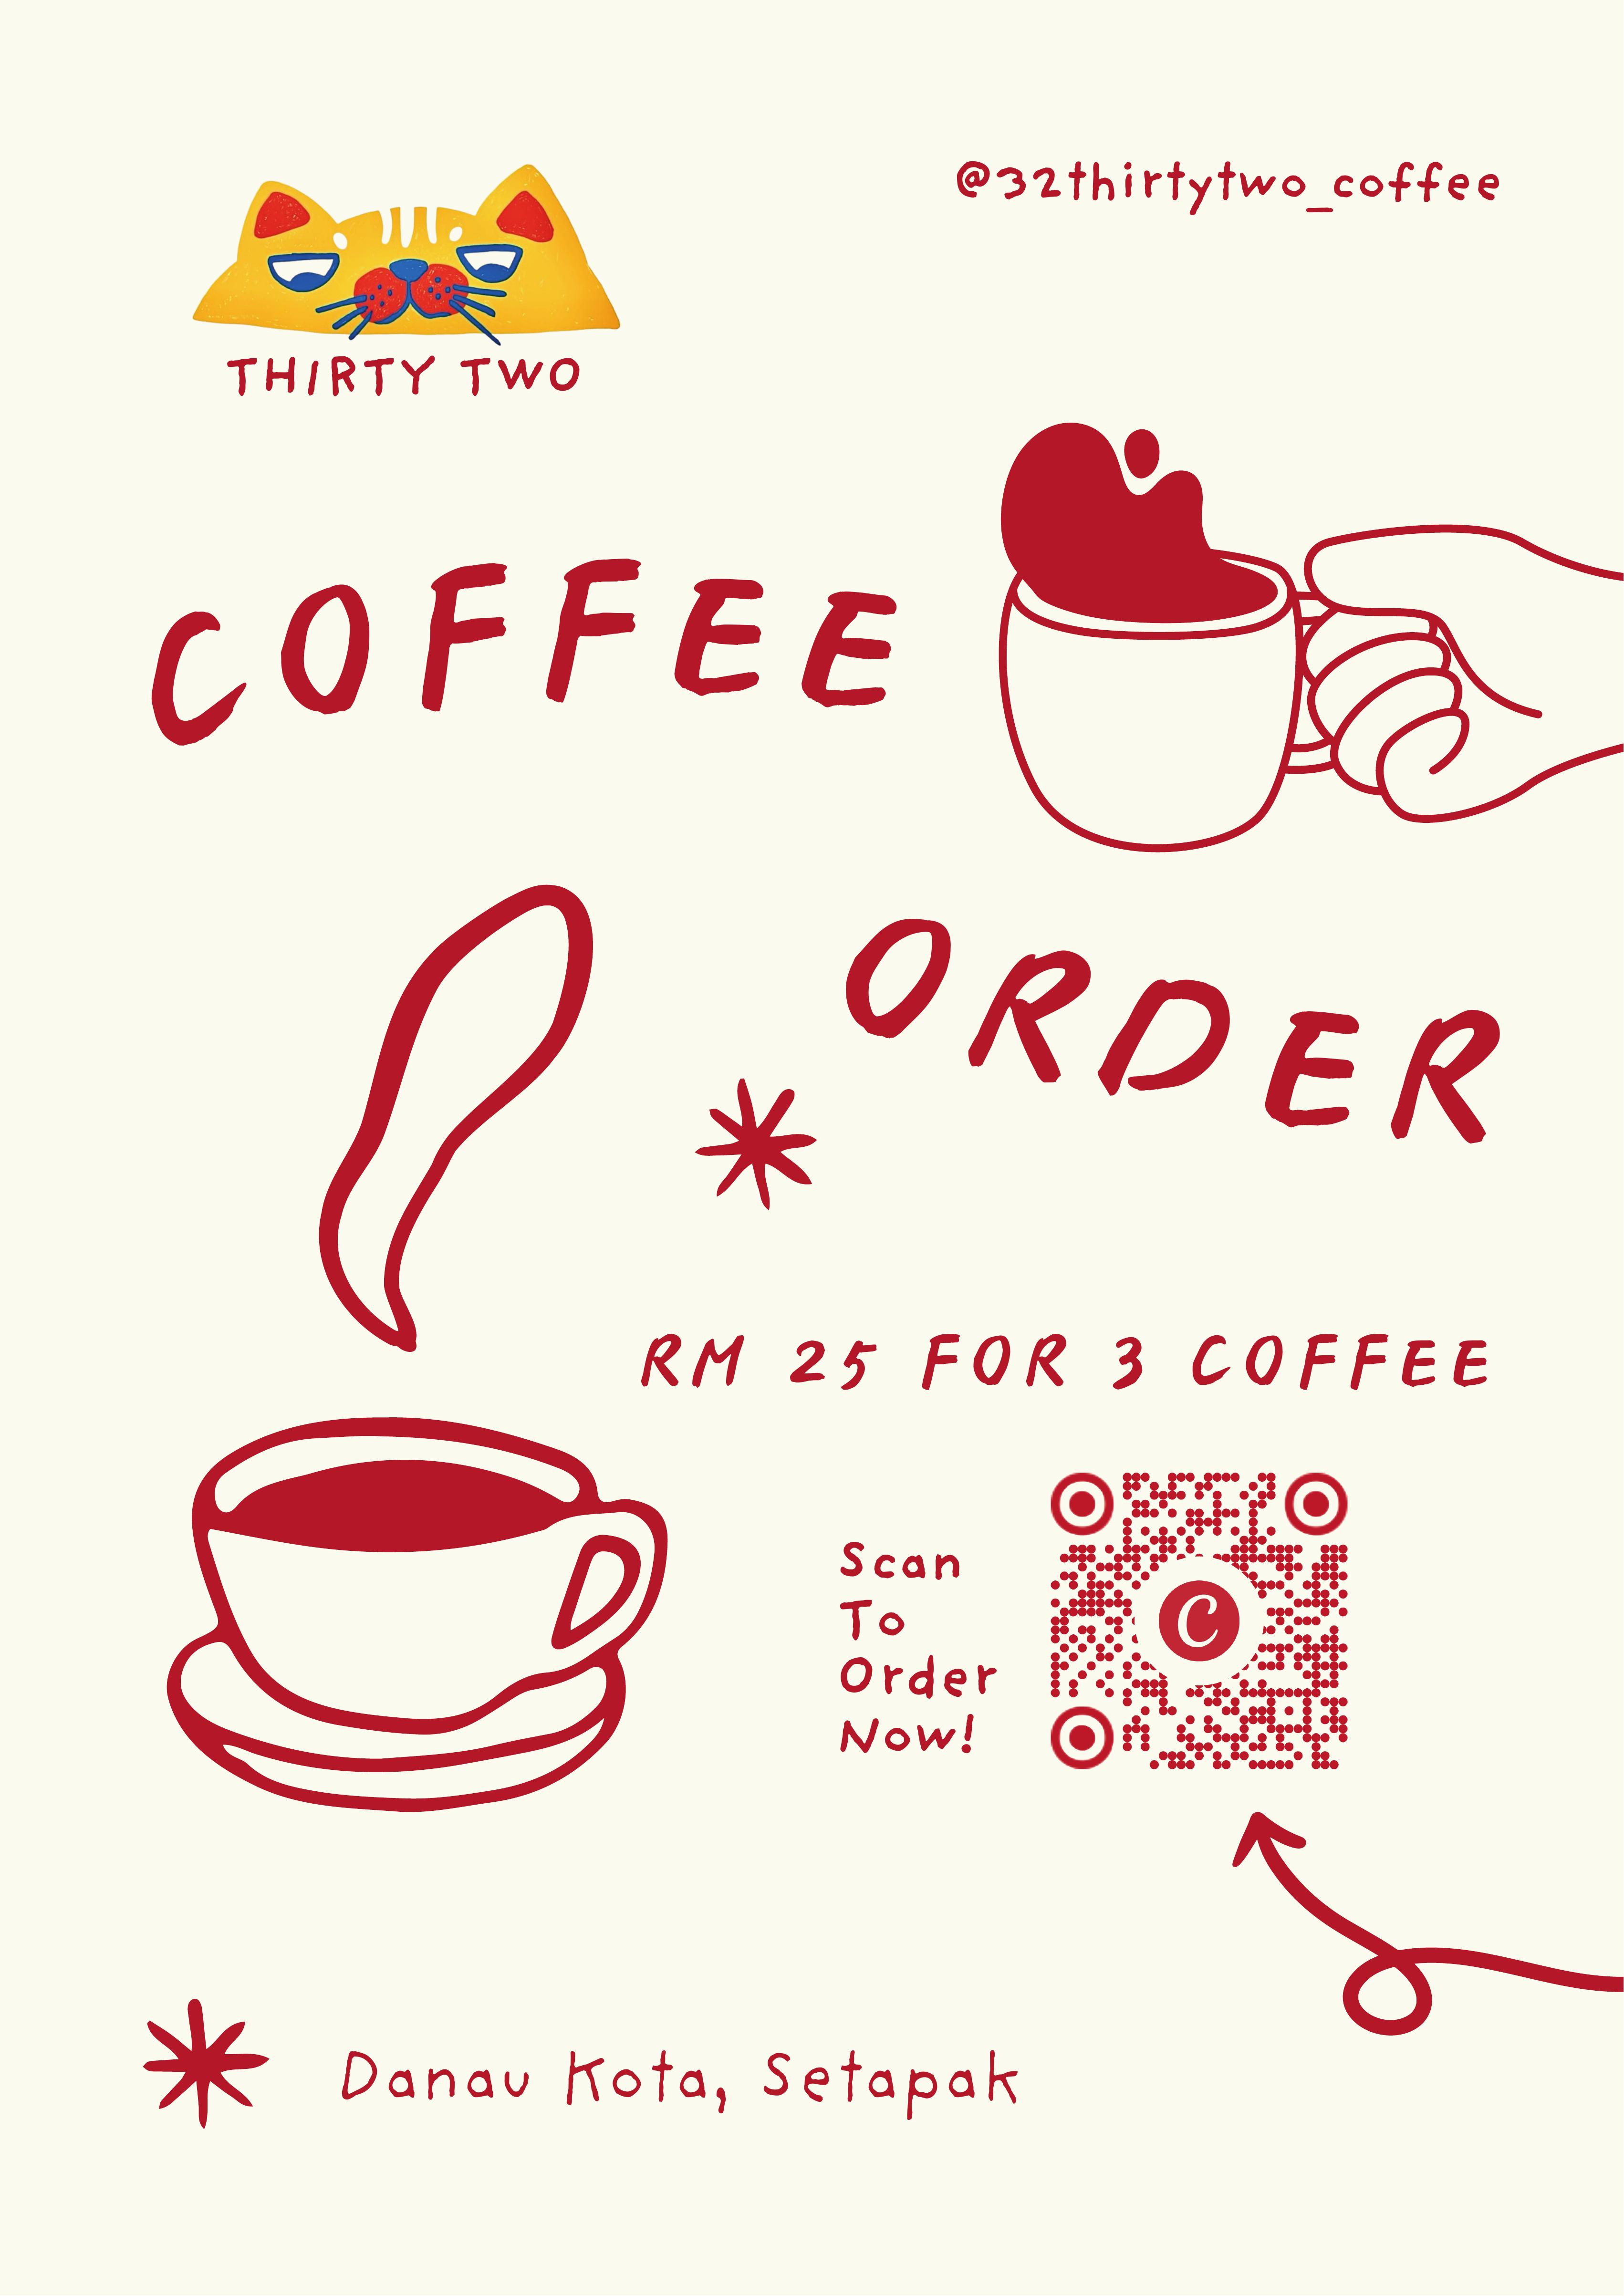 @32thirtytwo_coffee
THIRTY TWO
COFFEE
ORDER
RM 25 FOR 3 COFFEE
Scan
To
Order
Now!
C
Danau Kota, Setapak